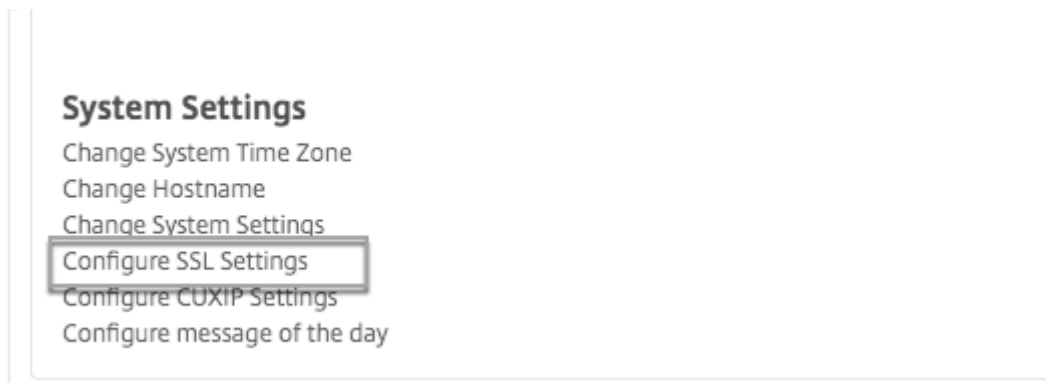 System Settings
Change System Time Zone
Change Hostname
Change System Settings
Configure SSL Settings
Configure CUXIP Settings
Configure message of the day